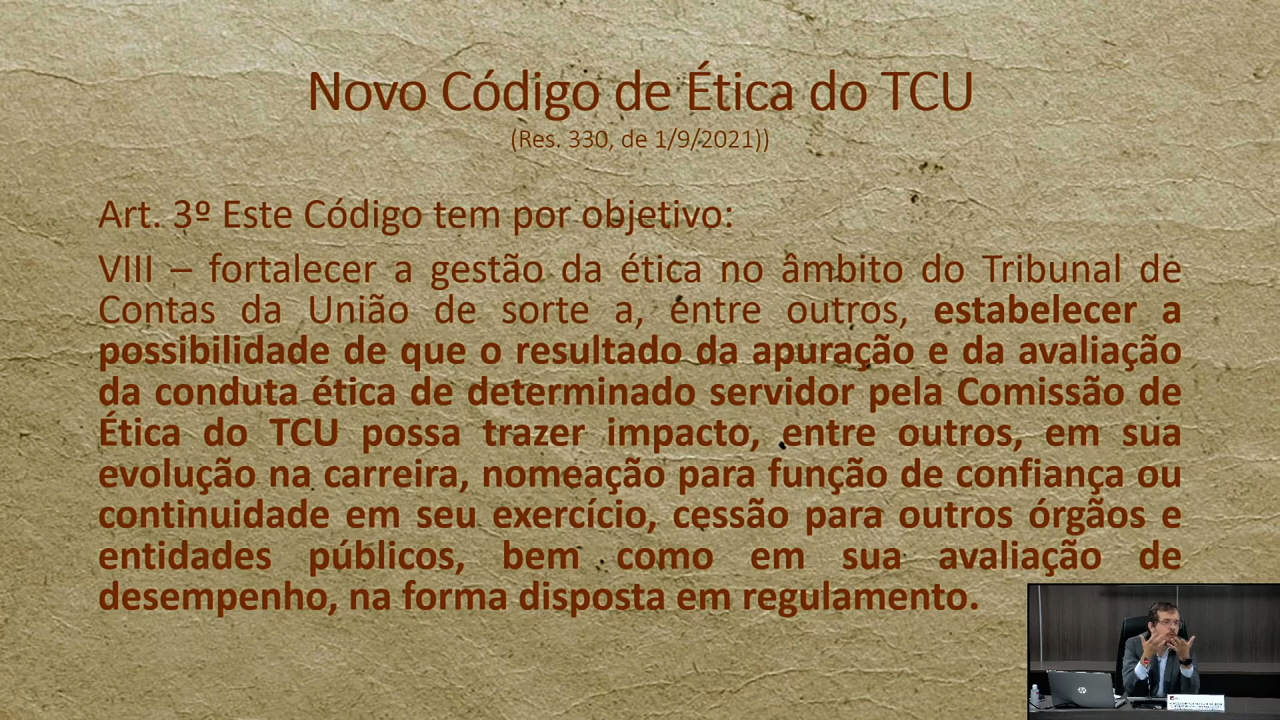 Novo Código de Ética do TCU
(Res. 330, de 1/9/2021))
Art. 3º Este Código tem por objetivo:
VIII – fortalecer a gestão da ética no âmbito do Tribunal de
Contas da União de sorte a, entre outros, estabelecer a
possibilidade de que o resultado da apuração e da avaliação
da conduta ética de determinado servidor pela Comissão de
Ética do TCU possa trazer impacto, entre outros, em sua
evolução na carreira, nomeação para função de confiança ou
continuidade em seu exercício, cessão para outros órgãos e
entidades públicos, bem como em sua avaliação de
desempenho, na forma disposta em regulamento.
hp